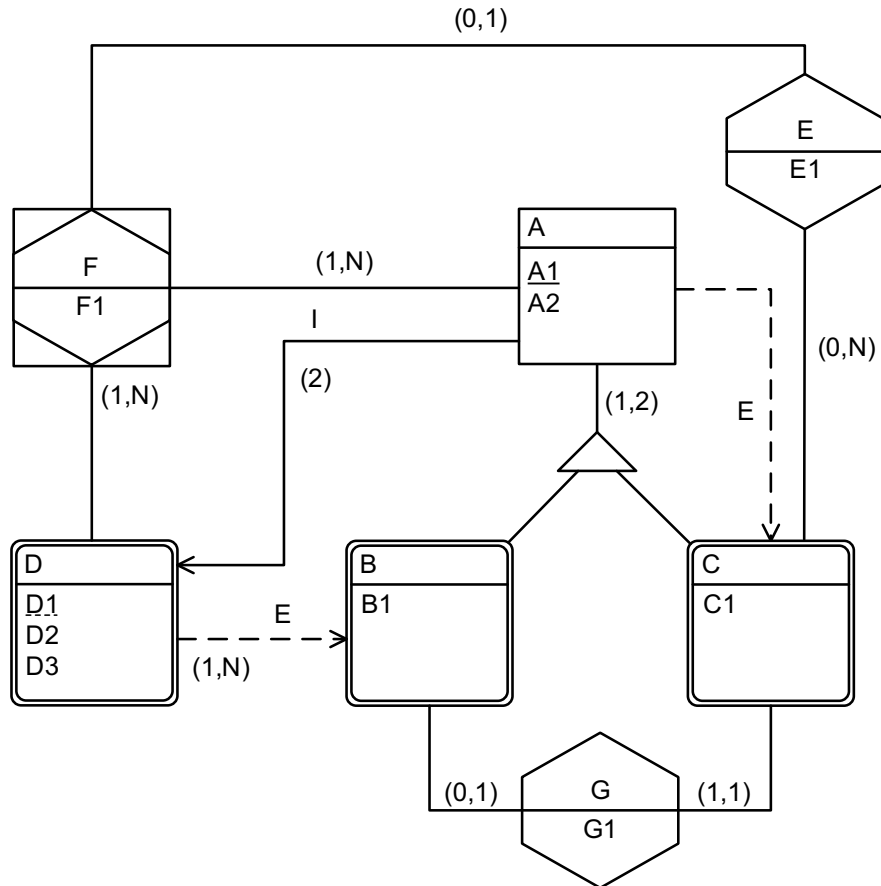 (0,1)
E
E1
A
A1
A2
F
F1
(1,N)
I
(2)
(1,N)
(1,2)
E
(0,N)
D
D1
D2
D3
E
(1,N)
B
B1
C
C1
(0,1)
G
G1
(1,1)